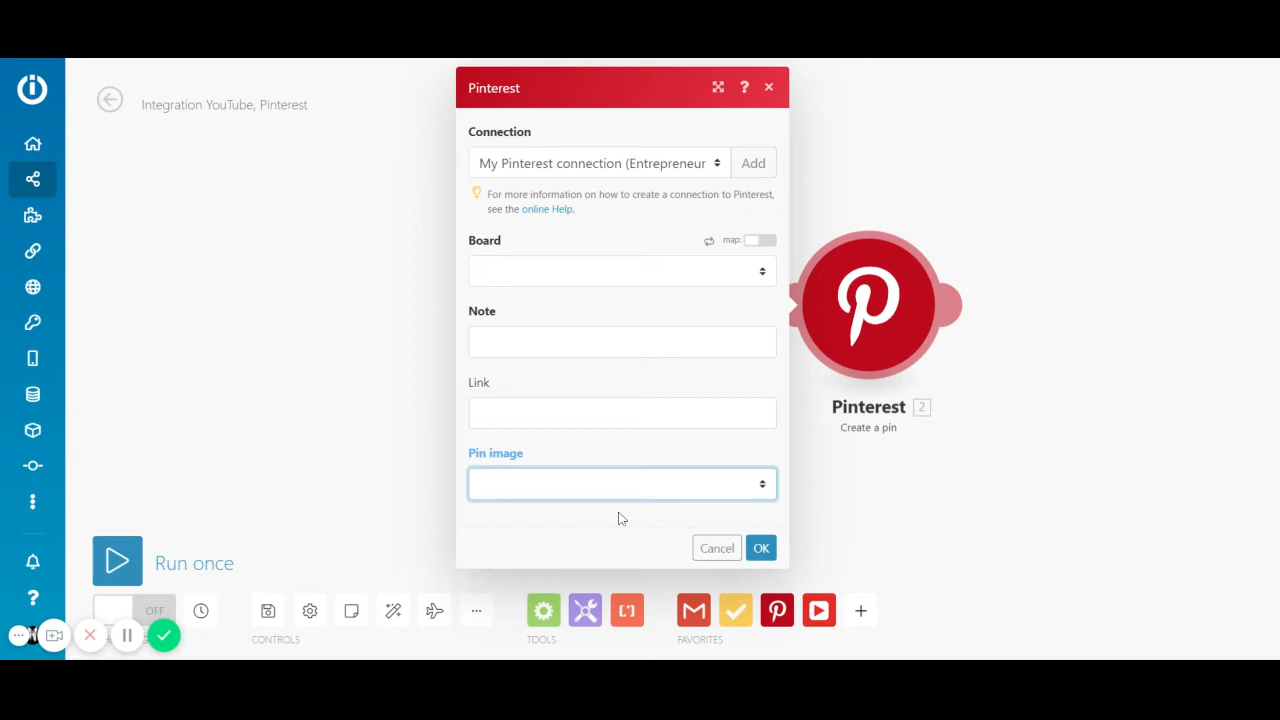 Integration YouTube, Pinterest
Pinterest
?
Connection
My Pinterest connection (Entrepreneur
Add
For more information on how to create a connection to Pinterest,
see the online Help.
Board
map:
Note
Link
Pin image
Cancel
OK
Pinterest 2
Create a pin
Run once
OFF
CONTROLS
TOOLS
FAVORITES